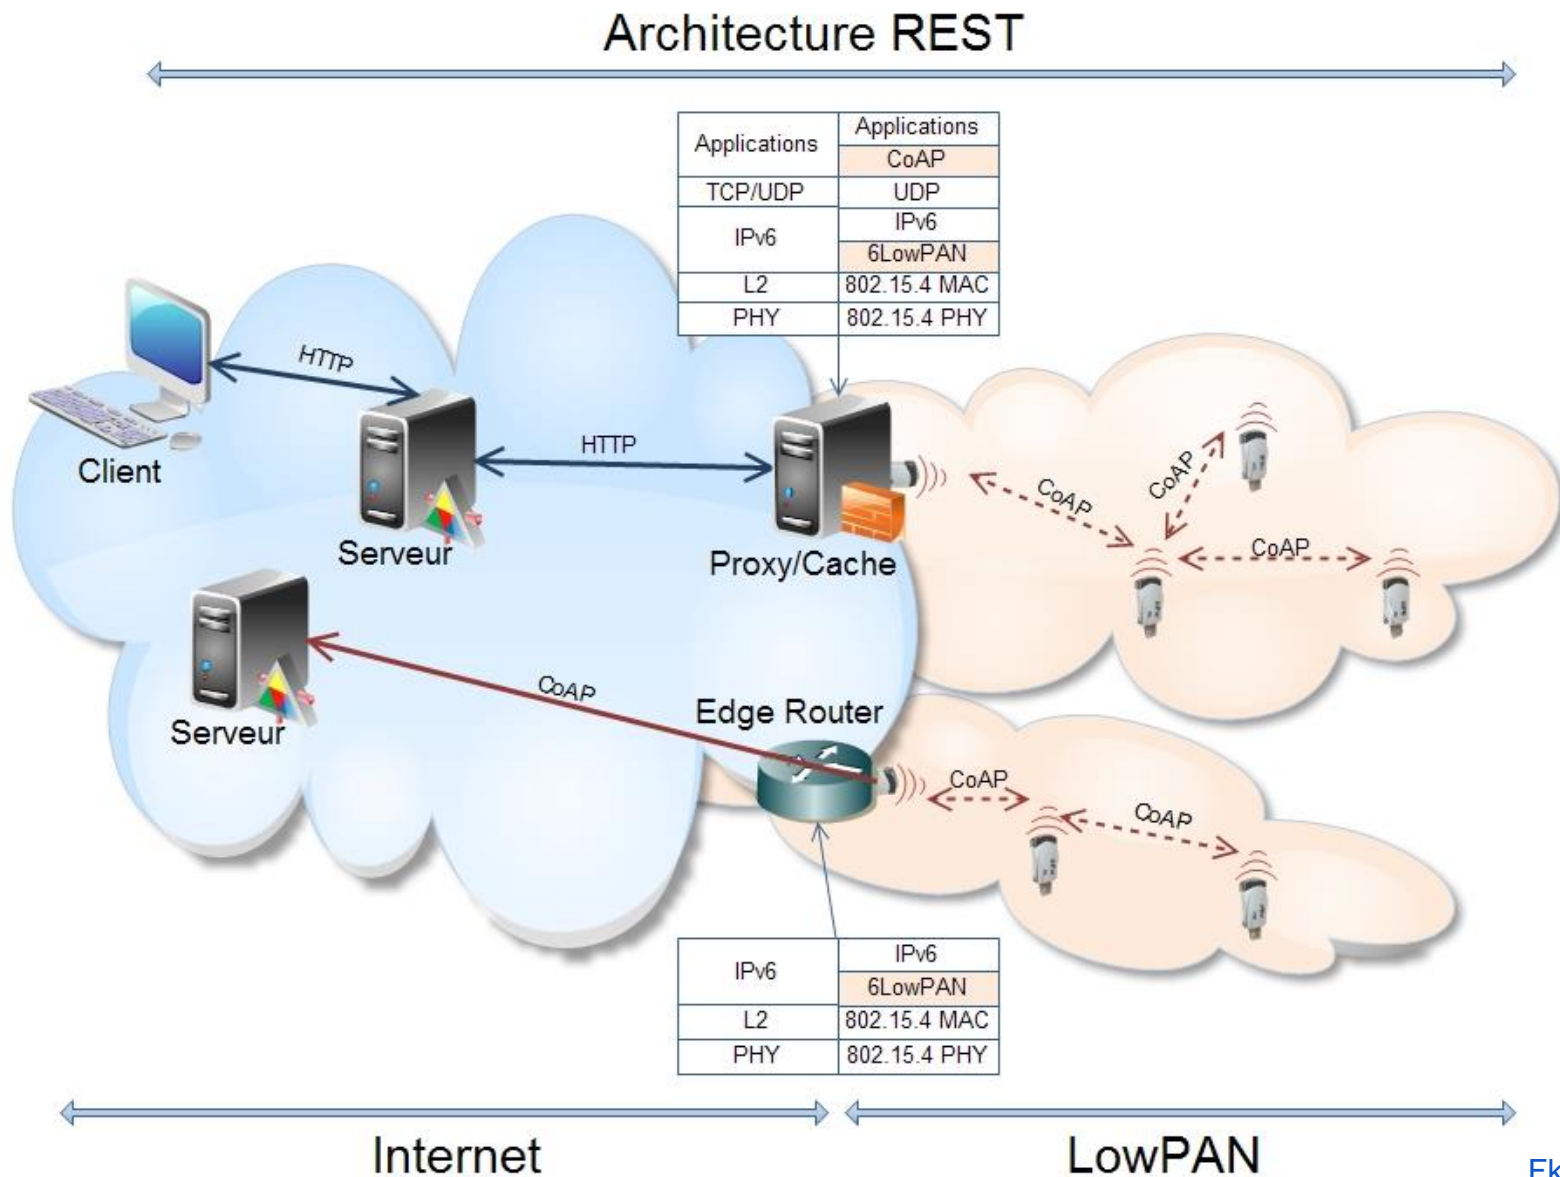 Architecture REST
Applications
Applications
CoAP
TCP/UDP
UDP
IPv6
IPv6
6LowPAN
L2
802.15.4 MAC
PHY
802.15.4 PHY
HTTP
HTTP
Client
Serveur
Proxy/Cache
CoAP
CoAP
CoAP
Serveur
CoAP
Edge Router
CoAP
CoAP
IPv6
IPv6
6LowPAN
L2
802.15.4 MAC
PHY
802.15.4 PHY
Internet
LowPAN